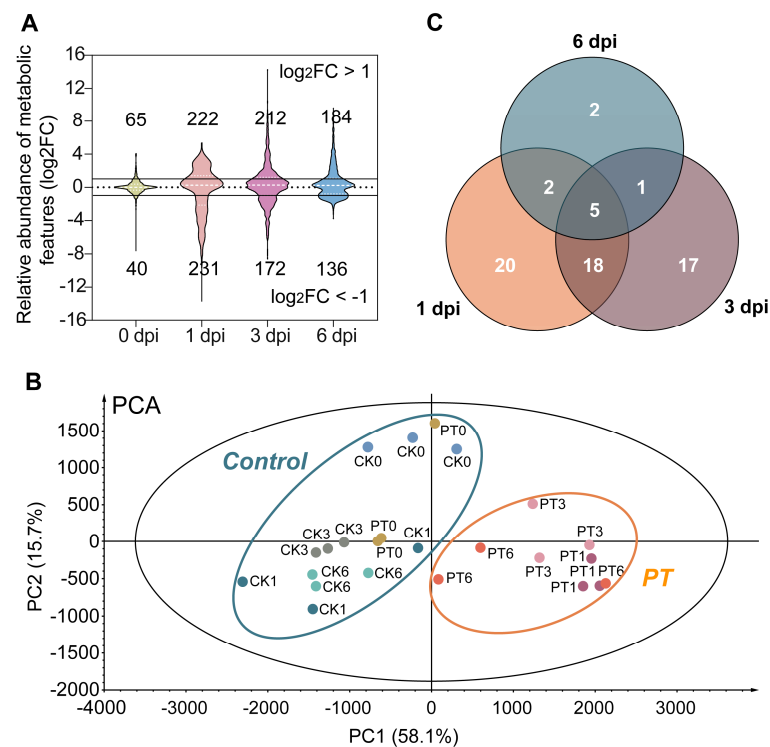 A
Relative abundance of metabolic
features (log2FC)
16
12
8
4
0
-4
-8
-12
-16
log2FC > 1
65
222
212
184
40
231
172
136
log2FC < -1
0 dpi
1 dpi
3 dpi
6 dpi
C
6 dpi
2
2
1
5
20
18
17
1 dpi
3 dpi
B
PCA
PC2 (15.7%)
1500
1000
500
0
-500
-1000
-1500
-2000
Control
PT0
CK0
CK0
CK0
PT3
CK3
CK3
CK3
PT0
PT0
CK1
PT6
PT3
PT3
PT1
CK6
CK6
CK6
CK1
CK1
PT6
PT1
PT1
PT6
PT
-4000
-3000
-2000
-1000
0
1000
2000
3000
PC1 (58.1%)